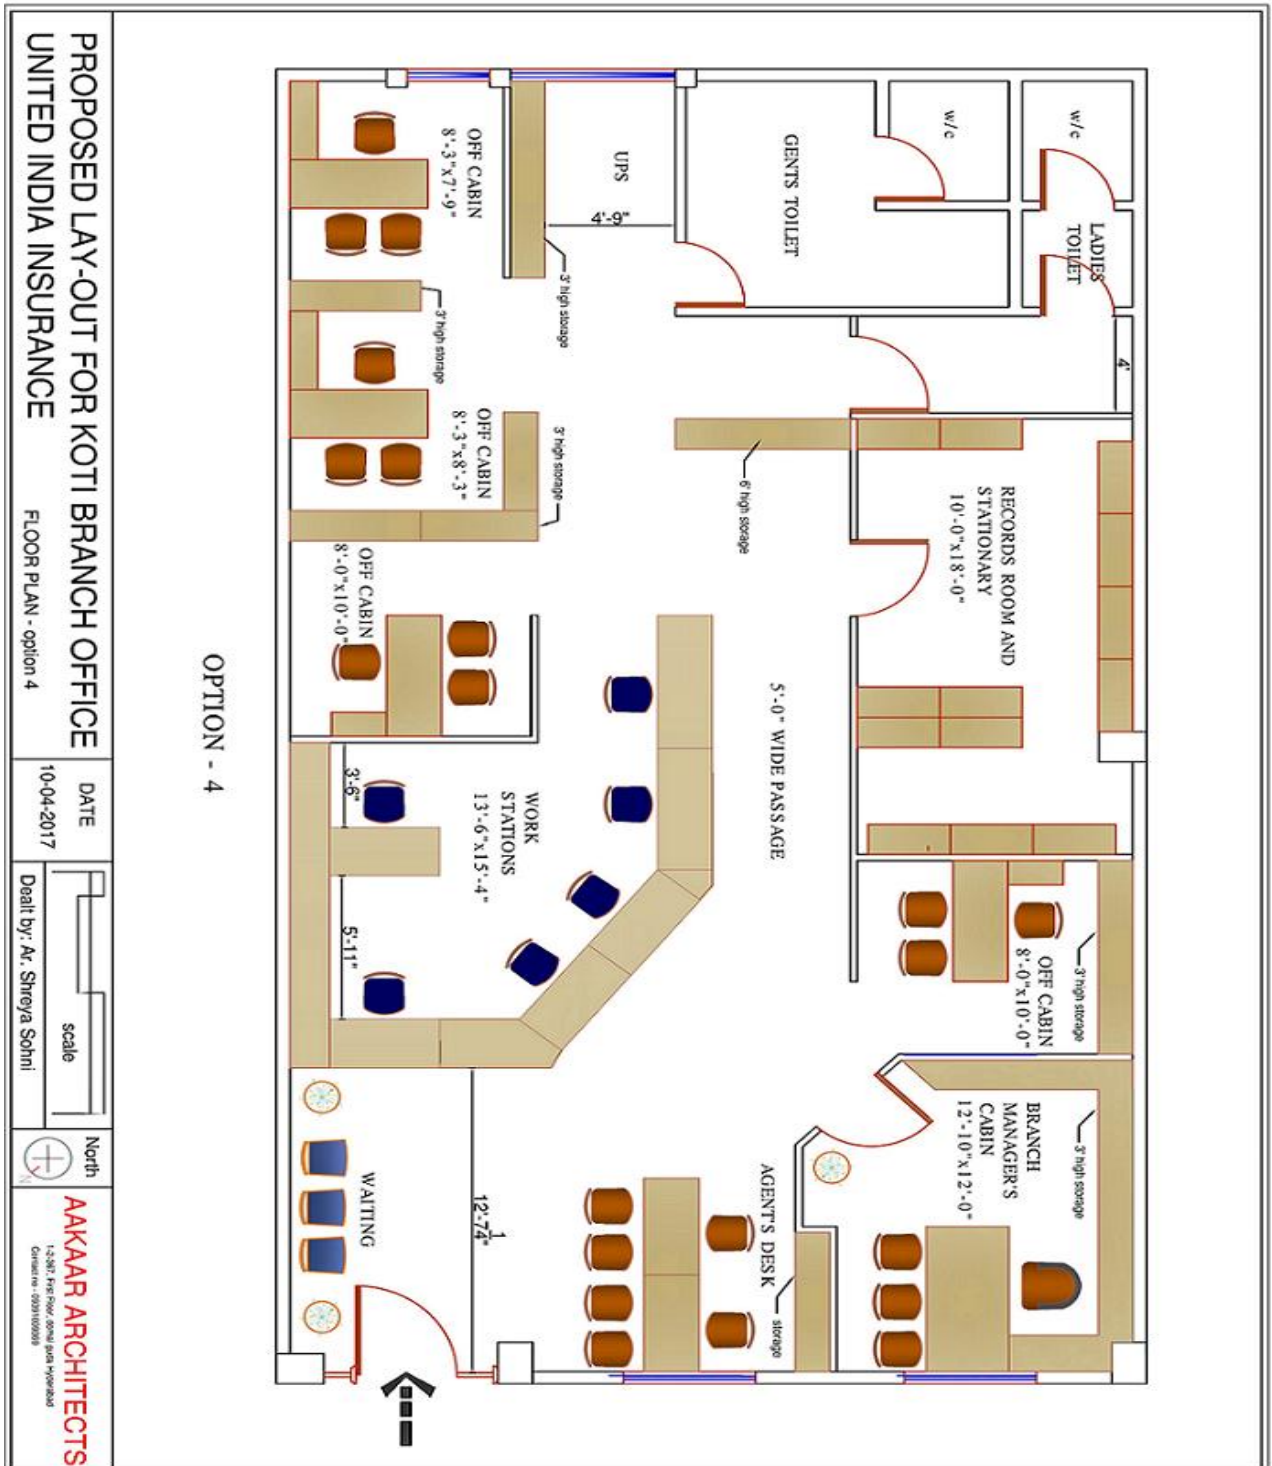 PROPOSED LAY-OUT FOR KOTI BRANCH OFFICE
UNITED INDIA INSURANCE
FLOOR PLAN - option 4
DATE
10-04-2017
scale
Dealt by: Ar. Shreya Sohni
North
N
AAKAAR ARCHITECTS
OPTION - 4
w/c
LADIES
TOILET
w/c
GENTS TOILET
UPS
4'-9"
3' high storage
OFF CABIN
8'-3"x7'-9"
3' high storage
4'
OFF CABIN
8'-3"x8'-3"
3' high storage
6' high storage
RECORDS ROOM AND
STATIONARY
10'-0"x18'-0"
OFF CABIN
8'-0"x10'-0"
5'-0" WIDE PASSAGE
WORK
STATIONS
13'-6"x15'-4"
3'-6"
5'-11"
OFF CABIN
8'-0"x10'-0"
3' high storage
BRANCH
MANAGER'S
CABIN
12'-10"x12'-0"
3' high storage
AGENT'S DESK
storage
WAITING